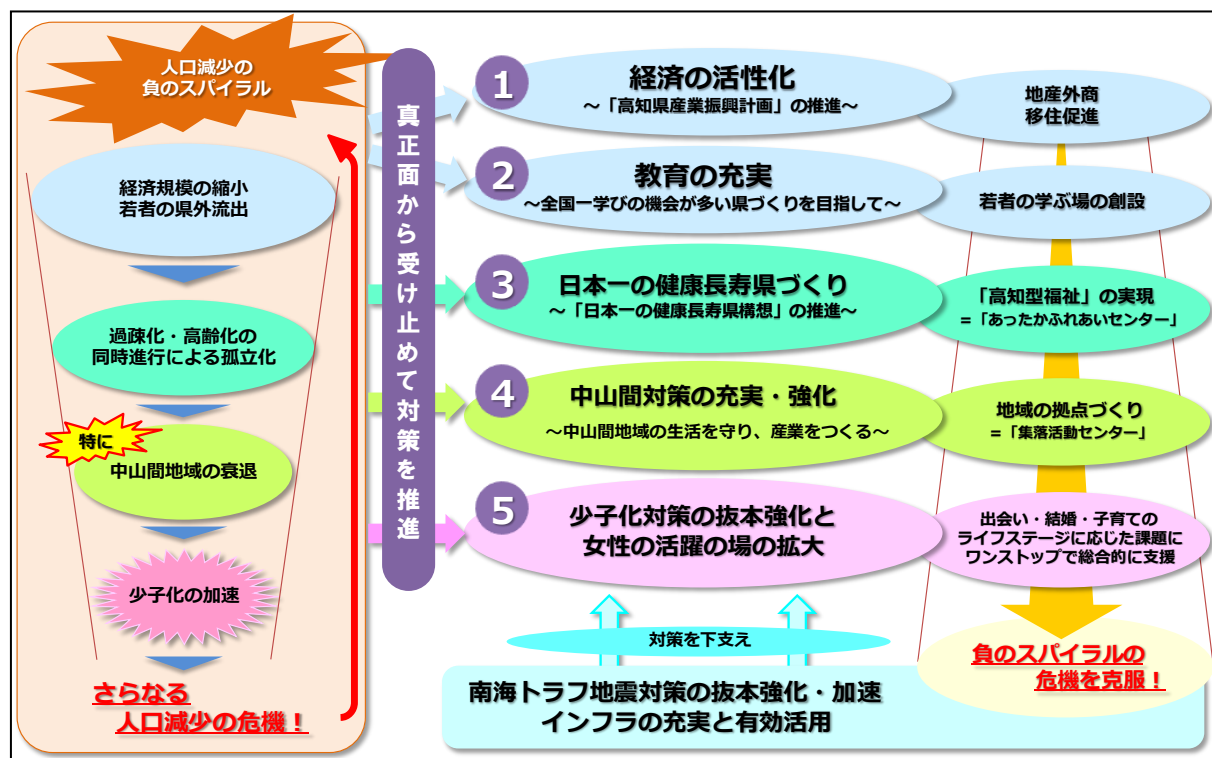 人口減少の
負のスパイラル
経済規模の縮小
若者の県外流出
過疎化・高齢化の
同時進行による孤立化
特に
中山間地域の衰退
少子化の加速
さらなる
人口減少の危機！
真正面から受け止めて対策を推進
1
経済の活性化
～「高知県産業振興計画」の推進～
地産外商
移住促進
2
教育の充実
～全国一学びの機会が多い県づくりを目指して～
若者の学ぶ場の創設
3
日本一の健康長寿県づくり
～「日本一の健康長寿県構想」の推進～
「高知型福祉」の実現
=「あったかふれあいセンター」
4
中山間対策の充実・強化
～中山間地域の生活を守り、産業をつくる～
地域の拠点づくり
=「集落活動センター」
5
少子化対策の抜本強化と
女性の活躍の場の拡大
出会い・結婚・子育ての
ライフステージに応じた課題に
ワンストップで総合的に支援
対策を下支え
南海トラフ地震対策の抜本強化・加速
インフラの充実と有効活用
負のスパイラルの
危機を克服！